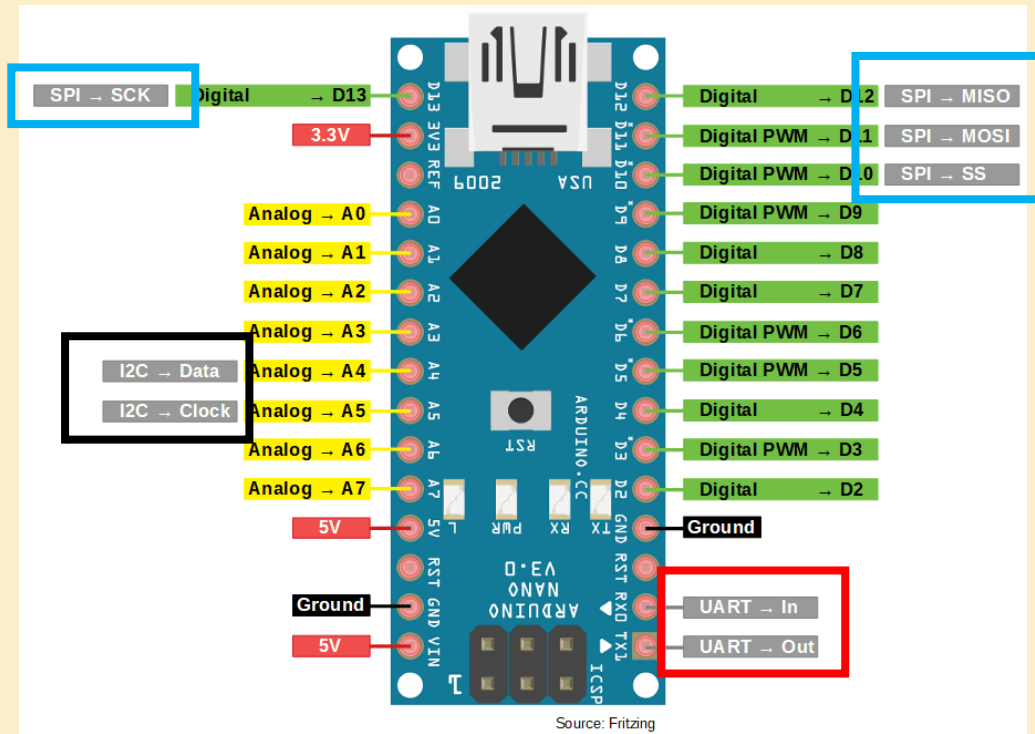 SPI → SCK
Digital → D13
3.3V
Analog → A0
Analog → A1
Analog → A2
Analog → A3
I2C → Data
Analog → A4
I2C → Clock
Analog → A5
Analog → A6
Analog → A7
5V
Ground
5V
D13
3V3
REF
A0
A1
A2
A3
A4
A5
A6
A7
5V
RST
GND
VIN
2009
USA
RST
ARDUINO.CC
L
PWR
RX
TX
ARDUINO
NANO
V3.0
1
ICSP
D12
D11*
D10*
D9*
D8
D7
D6*
D5*
D4
D3*
D2
GND
RST
RX0
TX1
Digital → D12
SPI → MISO
Digital PWM → D11
SPI → MOSI
Digital PWM → D10
SPI → SS
Digital PWM → D9
Digital → D8
Digital → D7
Digital PWM → D6
Digital PWM → D5
Digital → D4
Digital PWM → D3
Digital → D2
Ground
UART → In
UART → Out
Source: Fritzing